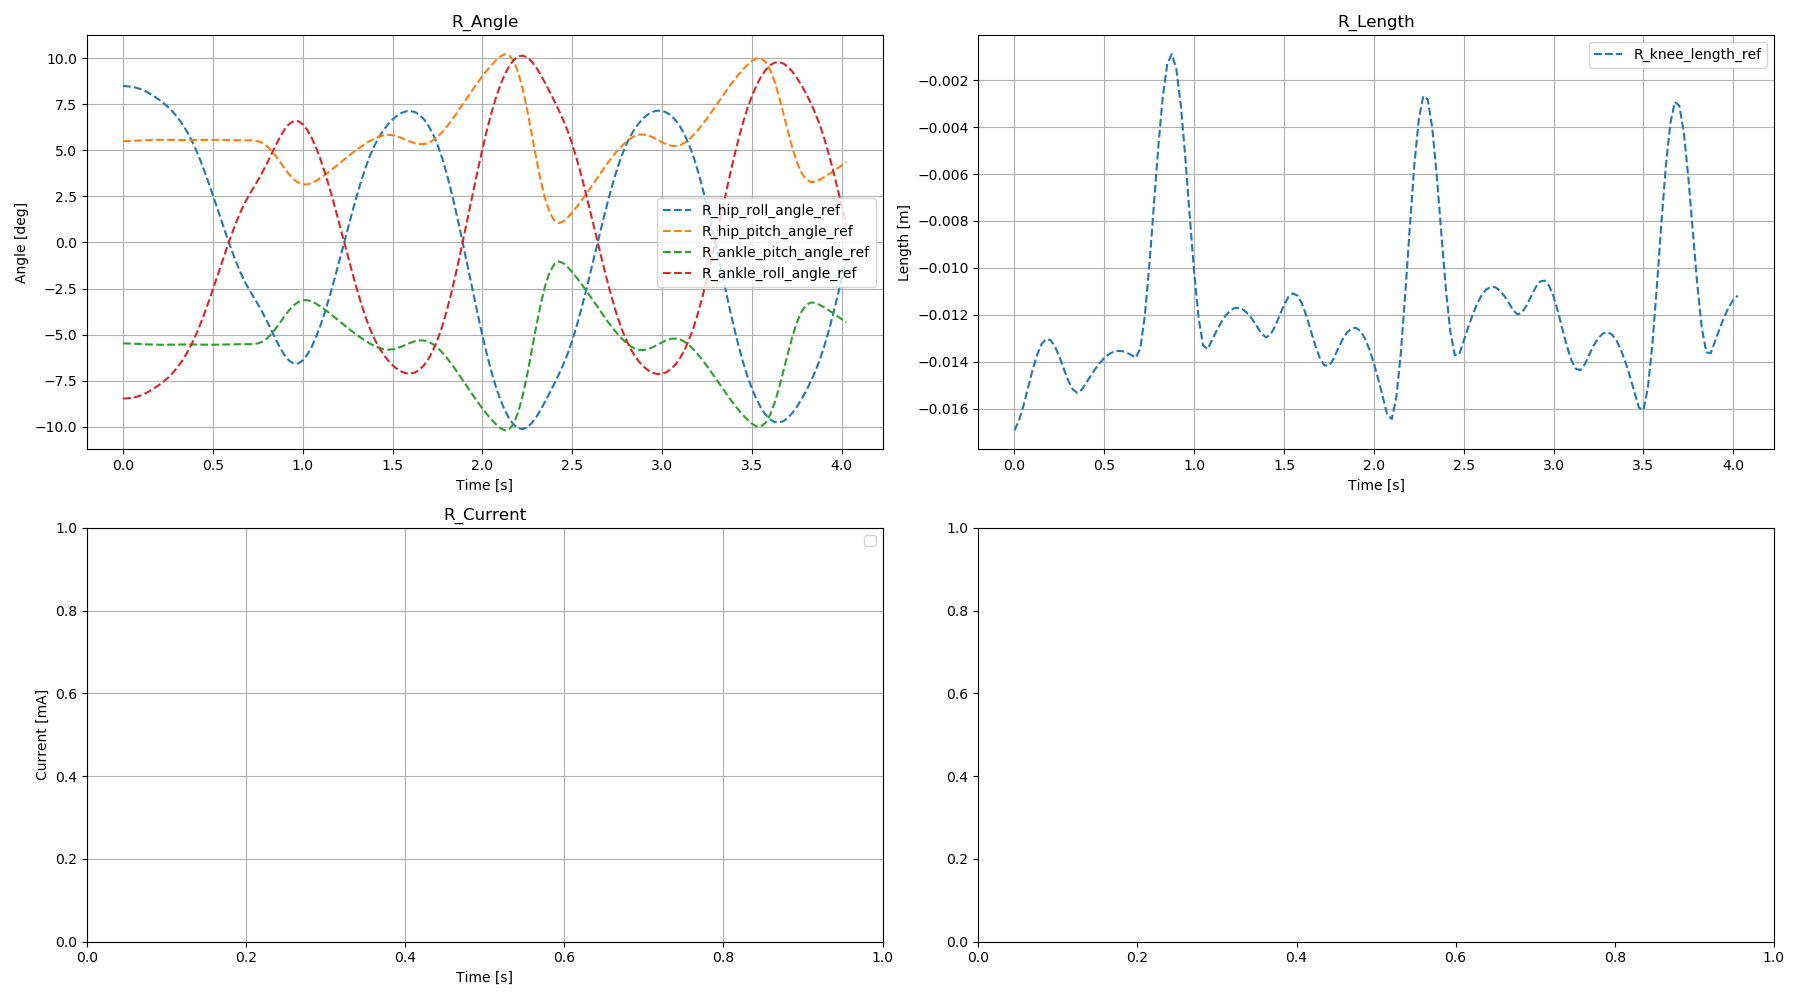 R_Angle
Angle [deg]
10.0
7.5
5.0
2.5
0.0
−2.5
−5.0
−7.5
−10.0
R_hip_roll_angle_ref
R_hip_pitch_angle_ref
R_ankle_pitch_angle_ref
R_ankle_roll_angle_ref
0.0 0.5 1.0 1.5 2.0 2.5 3.0 3.5 4.0
Time [s]
R_Length
Length [m]
−0.002
−0.004
−0.006
−0.008
−0.010
−0.012
−0.014
−0.016
R_knee_length_ref
0.0 0.5 1.0 1.5 2.0 2.5 3.0 3.5 4.0
Time [s]
R_Current
Current [mA]
1.0
0.8
0.6
0.4
0.2
0.0
0.0 0.2 0.4 0.6 0.8 1.0
Time [s]
1.0
0.8
0.6
0.4
0.2
0.0
0.0 0.2 0.4 0.6 0.8 1.0